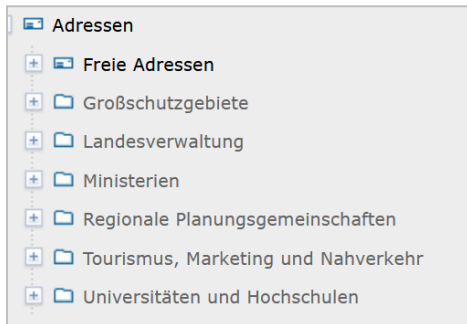 Adressen
Freie Adressen
Großschutzgebiete
Landesverwaltung
Ministerien
Regionale Planungsgemeinschaften
Tourismus, Marketing und Nahverkehr
Universitäten und Hochschulen